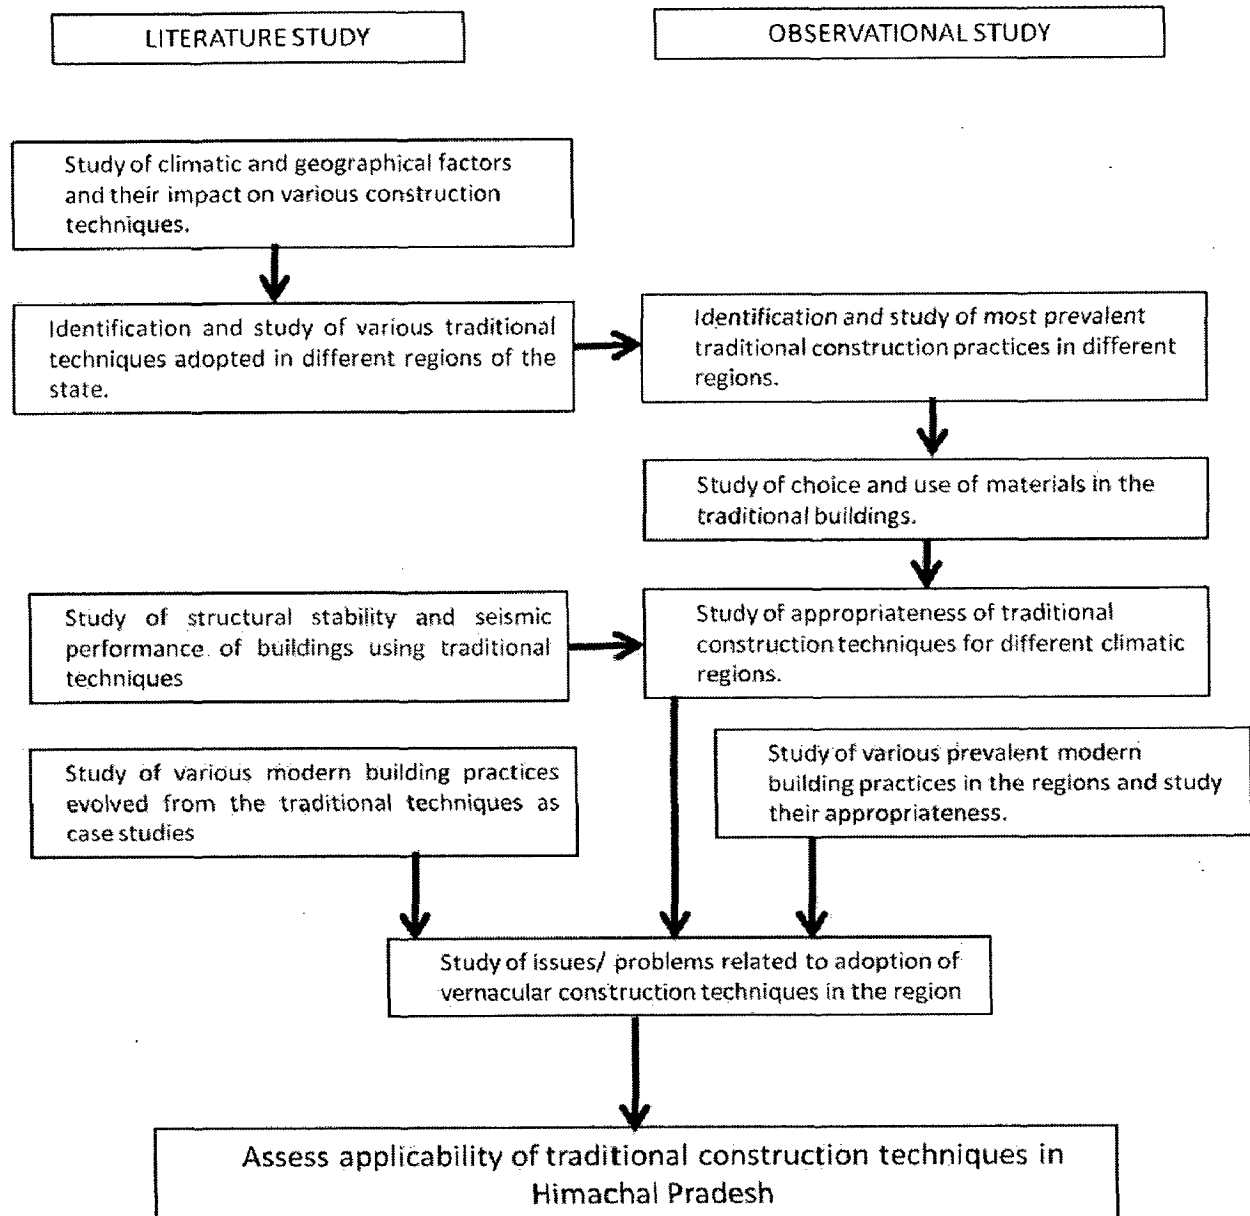 LITERATURE STUDY
OBSERVATIONAL STUDY
Study of climatic and geographical factors
and their impact on various construction
techniques.
Identification and study of various traditional
techniques adopted in different regions of the
state.
Identification and study of most prevalent
traditional construction practices in different
regions.
Study of choice and use of materials in the
traditional buildings.
Study of structural stability and seismic
performance of buildings using traditional
techniques
Study of appropriateness of traditional
construction techniques for different climatic
regions.
Study of various modern building practices
evolved from the traditional techniques as
case studies
Study of various prevalent modern
building practices in the regions and study
their appropriateness.
Study of issues/ problems related to adoption of
vernacular construction techniques in the region
Assess applicability of traditional construction techniques in
Himachal Pradesh